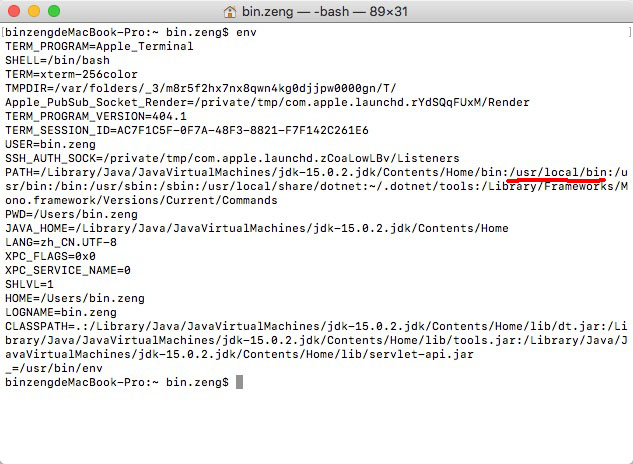 bin.zeng — -bash — 89×31
[binzengdeMacBook-Pro:~ bin.zeng$ env ]
TERM_PROGRAM=Apple_Terminal
SHELL=/bin/bash
TERM=xterm-256color
TMPDIR=/var/folders/_3/m8r5f2hx7nx8qwn4kg0djjpw0000gn/T/
Apple_PubSub_Socket_Render=/private/tmp/com.apple.launchd.rYdSQqFUxM/Render
TERM_PROGRAM_VERSION=404.1
TERM_SESSION_ID=AC7F1C5F-0F7A-48F3-8821-F7F142C261E6
USER=bin.zeng
SSH_AUTH_SOCK=/private/tmp/com.apple.launchd.zCoaLowLBv/Listeners
PATH=/Library/Java/JavaVirtualMachines/jdk-15.0.2.jdk/Contents/Home/bin:/usr/local/bin:/u
sr/bin:/bin:/usr/sbin:/sbin:/usr/local/share/dotnet:~/.dotnet/tools:/Library/Frameworks/M
ono.framework/Versions/Current/Commands
PWD=/Users/bin.zeng
JAVA_HOME=/Library/Java/JavaVirtualMachines/jdk-15.0.2.jdk/Contents/Home
LANG=zh_CN.UTF-8
XPC_FLAGS=0x0
XPC_SERVICE_NAME=0
SHLVL=1
HOME=/Users/bin.zeng
LOGNAME=bin.zeng
CLASSPATH=.:/Library/Java/JavaVirtualMachines/jdk-15.0.2.jdk/Contents/Home/lib/dt.jar:/Li
brary/Java/JavaVirtualMachines/jdk-15.0.2.jdk/Contents/Home/lib/tools.jar:/Library/Java/J
avaVirtualMachines/jdk-15.0.2.jdk/Contents/Home/lib/servlet-api.jar
_=/usr/bin/env
binzengdeMacBook-Pro:~ bin.zeng$